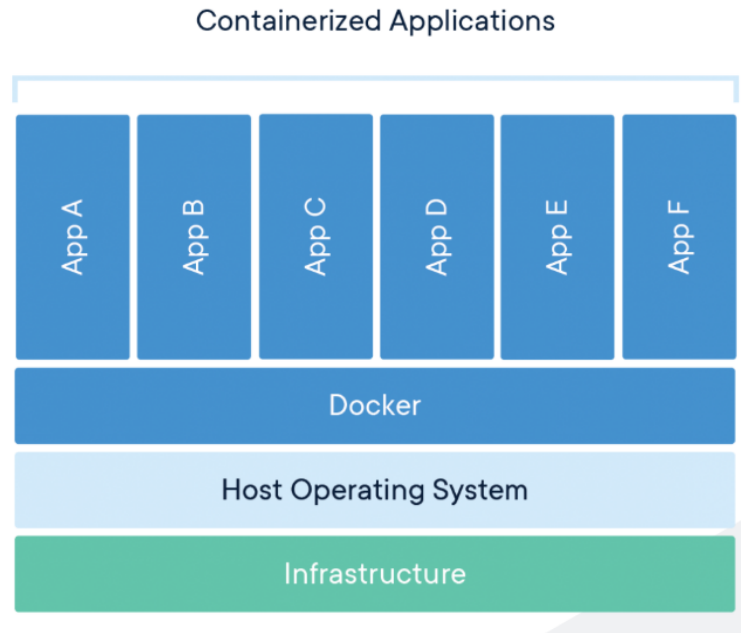 Containerized Applications
App A
App B
App C
App D
App E
App F
Docker
Host Operating System
Infrastructure